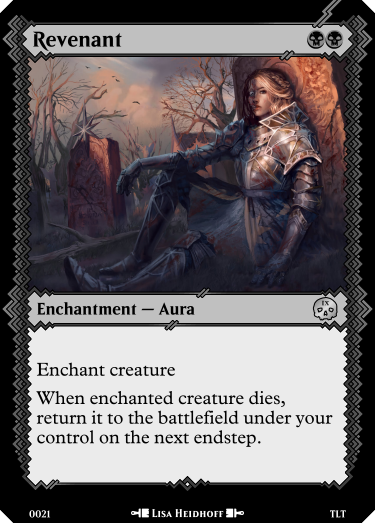 Revenant
Enchantment — Aura
IX
Enchant creature
When enchanted creature dies,
return it to the battlefield under your
control on the next endstep.
0021
Lisa Heidhoff
TLT